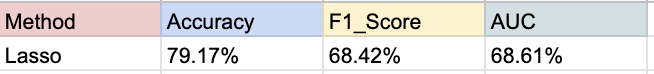 Method Accuracy F1_Score AUC
Lasso 79.17% 68.42% 68.61%